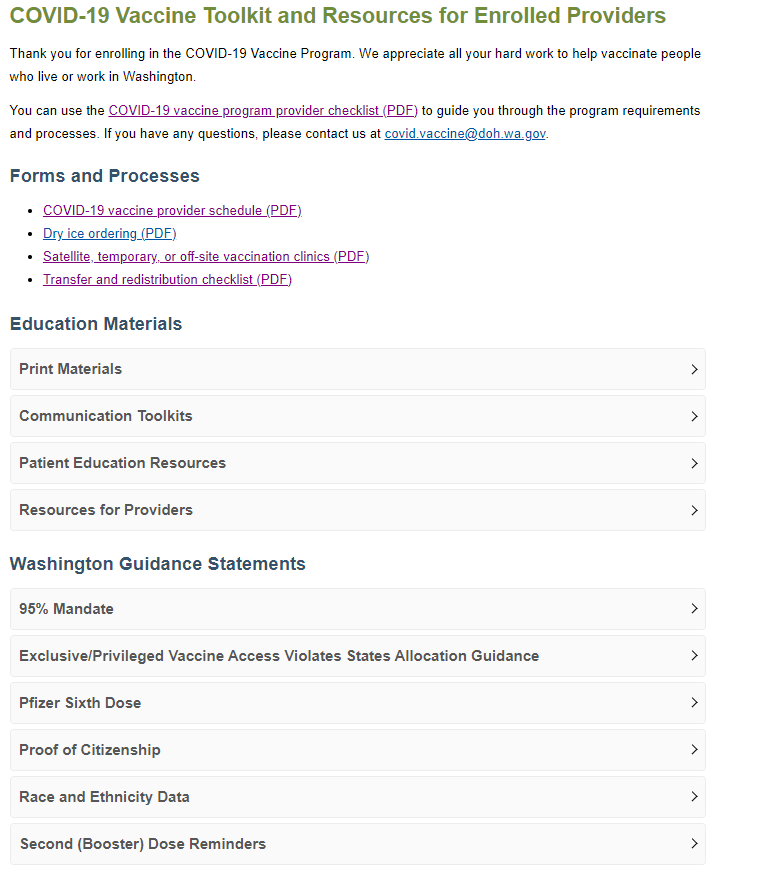 COVID-19 Vaccine Toolkit and Resources for Enrolled Providers
Thank you for enrolling in the COVID-19 Vaccine Program. We appreciate all your hard work to help vaccinate people
who live or work in Washington.
You can use the COVID-19 vaccine program provider checklist (PDF) to guide you through the program requirements
and processes. If you have any questions, please contact us at covid.vaccine@doh.wa.gov.
Forms and Processes
COVID-19 vaccine provider schedule (PDF)
Dry ice ordering (PDF)
Satellite, temporary, or off-site vaccination clinics (PDF)
Transfer and redistribution checklist (PDF)
Education Materials
Print Materials
Communication Toolkits
Patient Education Resources
Resources for Providers
Washington Guidance Statements
95% Mandate
Exclusive/Privileged Vaccine Access Violates States Allocation Guidance
Pfizer Sixth Dose
Proof of Citizenship
Race and Ethnicity Data
Second (Booster) Dose Reminders